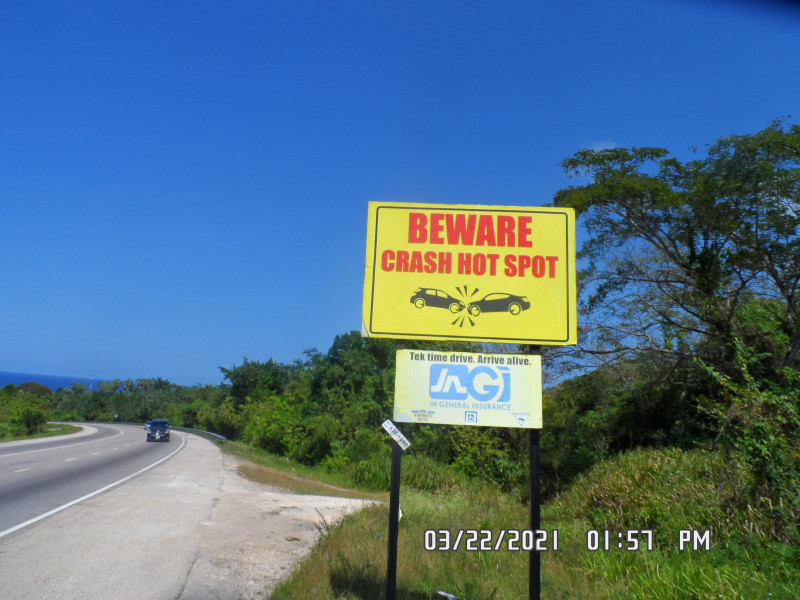 BEWARE
CRASH HOT SPOT
Tek time drive. Arrive alive.
JNGI
JN GENERAL INSURANCE
03/22/2021 01:57 PM